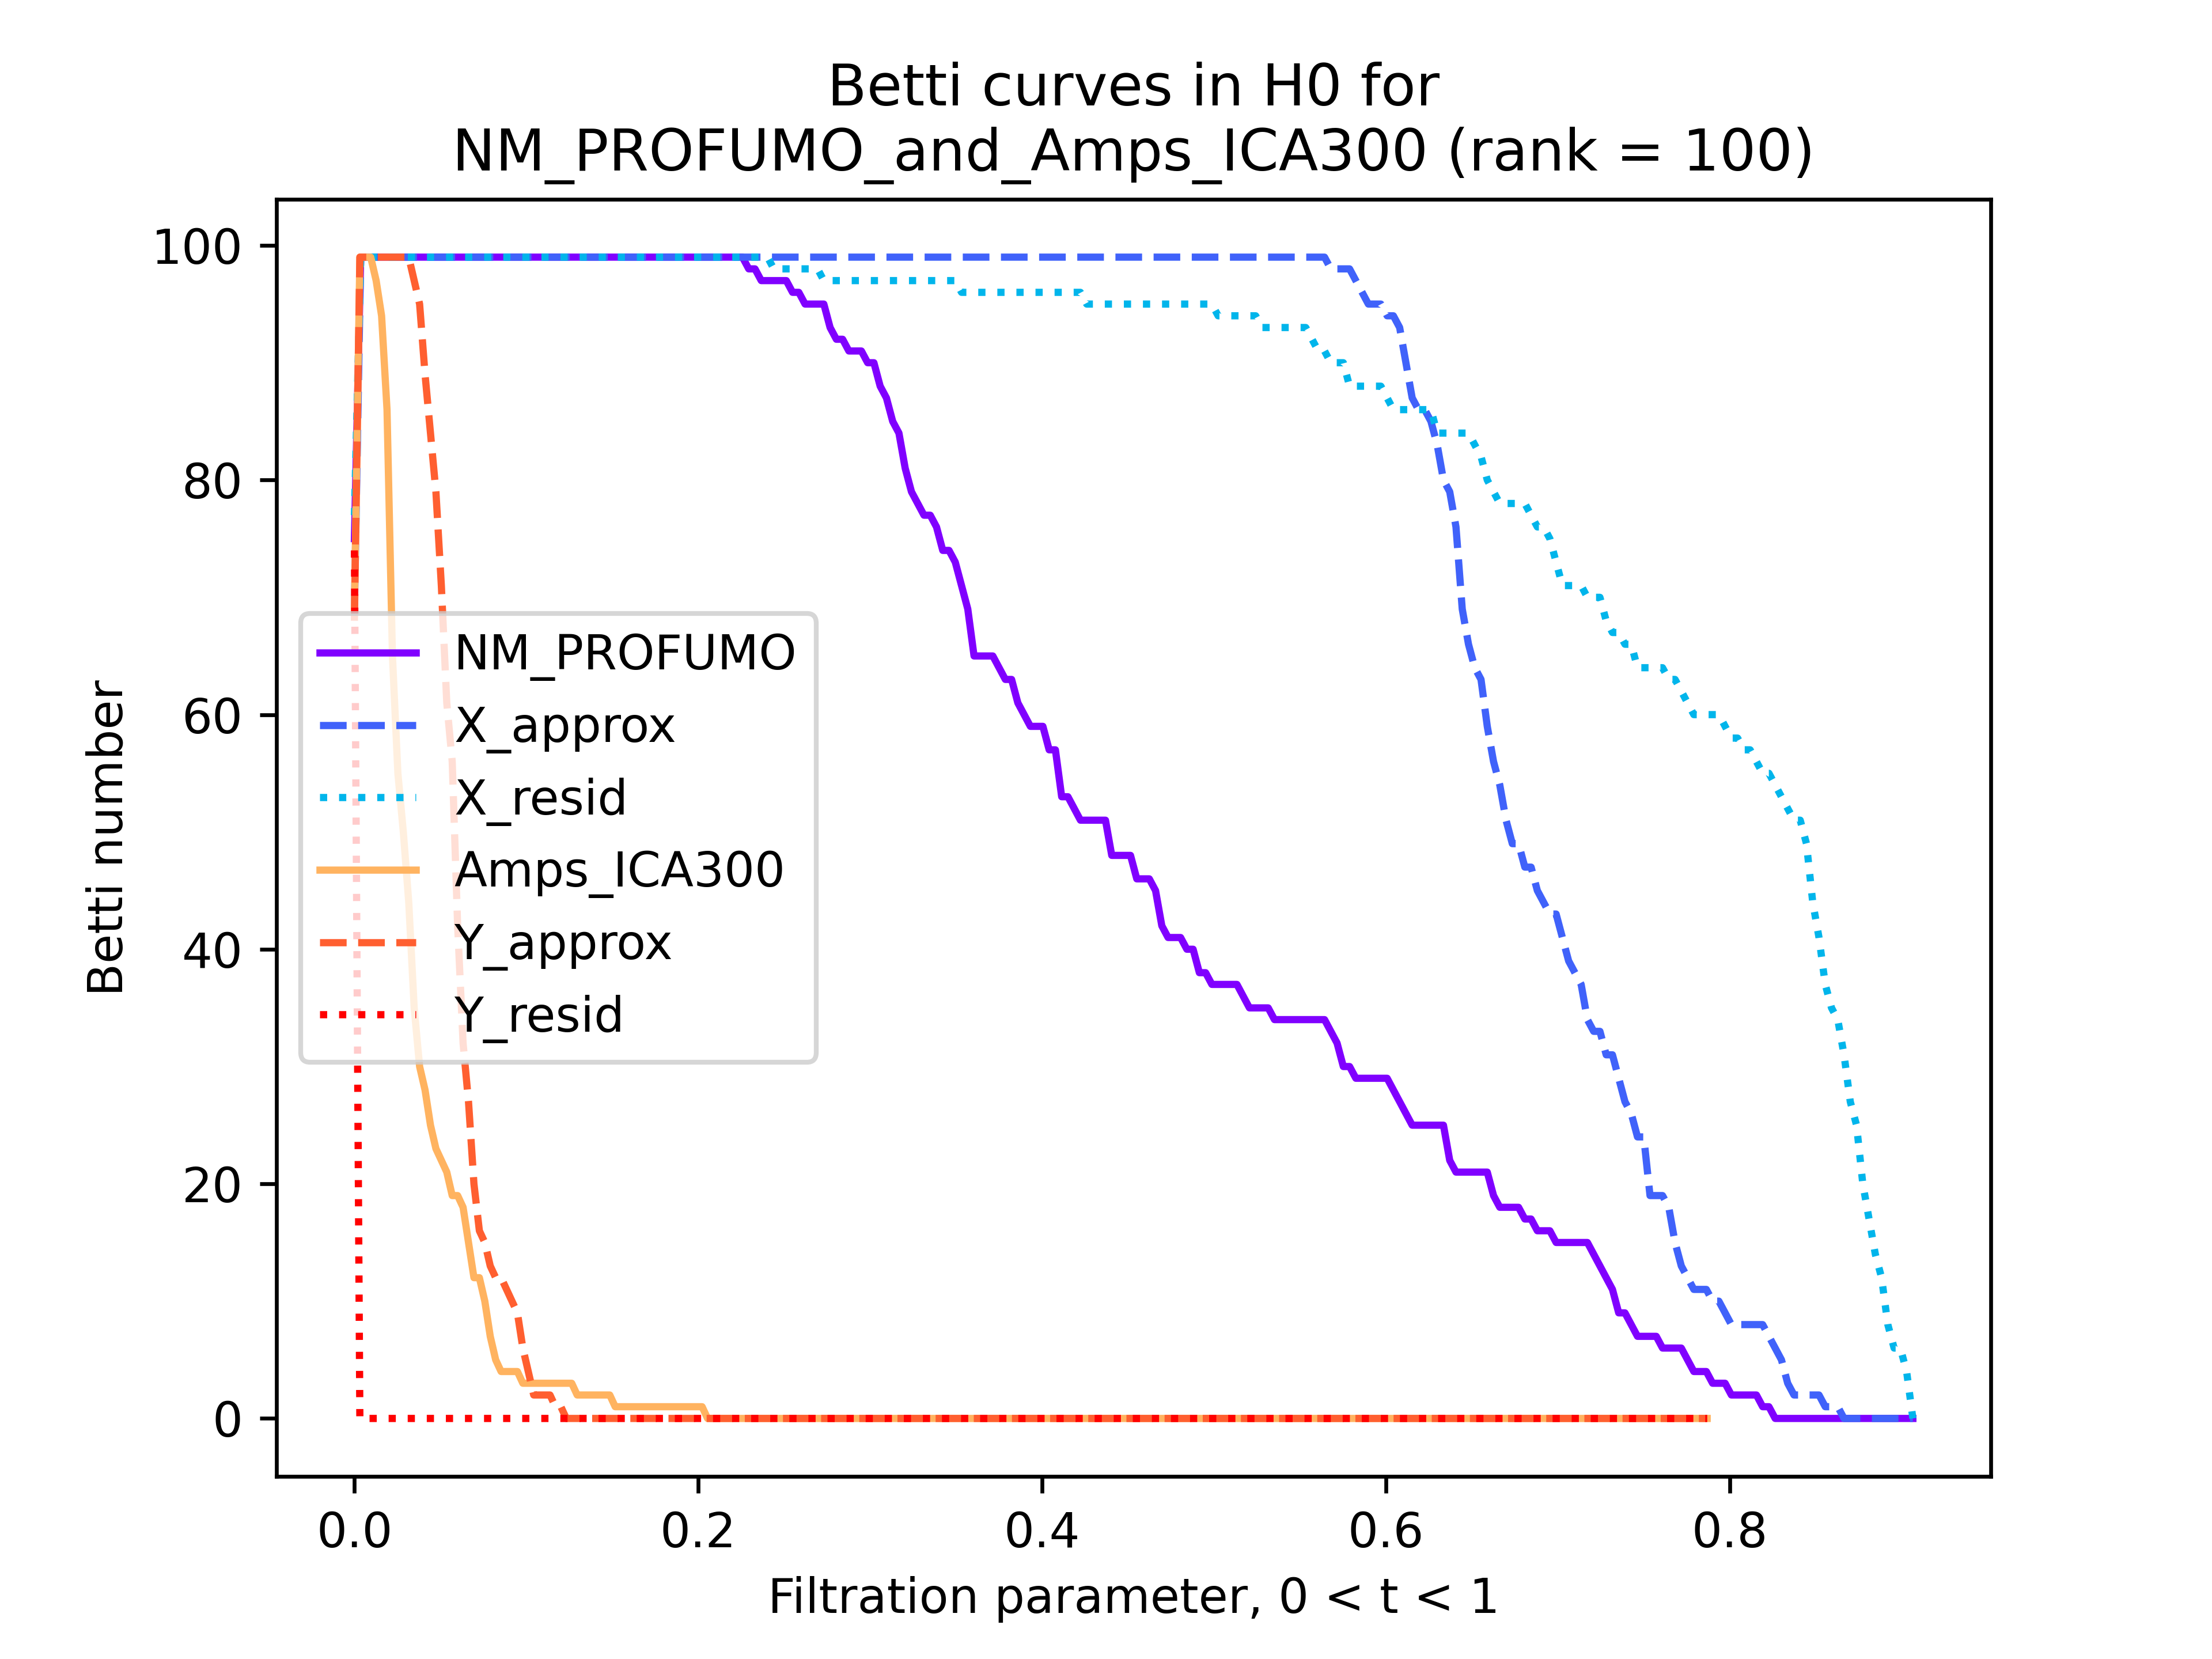 Betti curves in H0 for
NM_PROFUMO_and_Amps_ICA300 (rank = 100)
100
80
60
40
20
0
Betti number
NM_PROFUMO
X_approx
X_resid
Amps_ICA300
Y_approx
Y_resid
0.0 0.2 0.4 0.6 0.8
Filtration parameter, 0 < t < 1